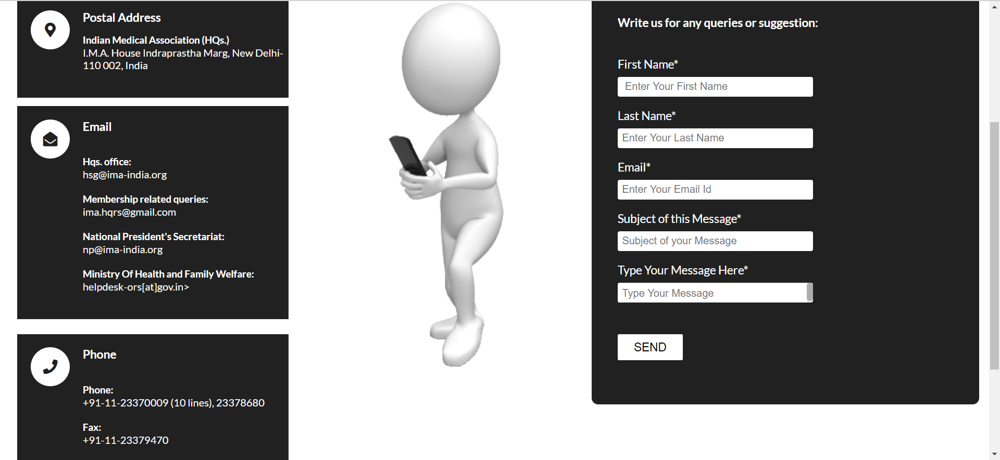 Postal Address
Indian Medical Association (HQs.)
I.M.A. House Indraprastha Marg, New Delhi-
110 002, India
Email
Hqs. office:
hsg@ima-india.org
Membership related queries:
ima.hqrs@gmail.com
National President's Secretariat:
np@ima-india.org
Ministry Of Health and Family Welfare:
helpdesk-ors[at]gov.in>
Phone
Phone:
+91-11-23370009 (10 lines), 23378680
Fax:
+91-11-23379470
Write us for any queries or suggestion:
First Name*
Enter Your First Name
Last Name*
Enter Your Last Name
Email*
Enter Your Email Id
Subject of this Message*
Subject of your Message
Type Your Message Here*
Type Your Message
SEND